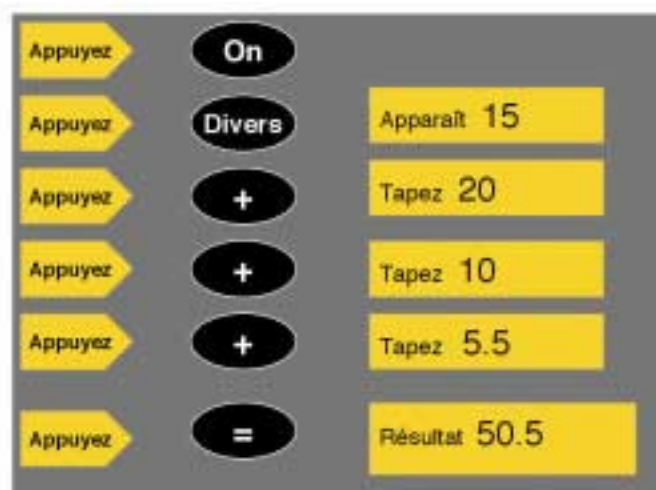 Appuyez On
Appuyez Divers Apparaît 15
Appuyez + Tapez 20
Appuyez + Tapez 10
Appuyez + Tapez 5.5
Appuyez = Résultat 50.5